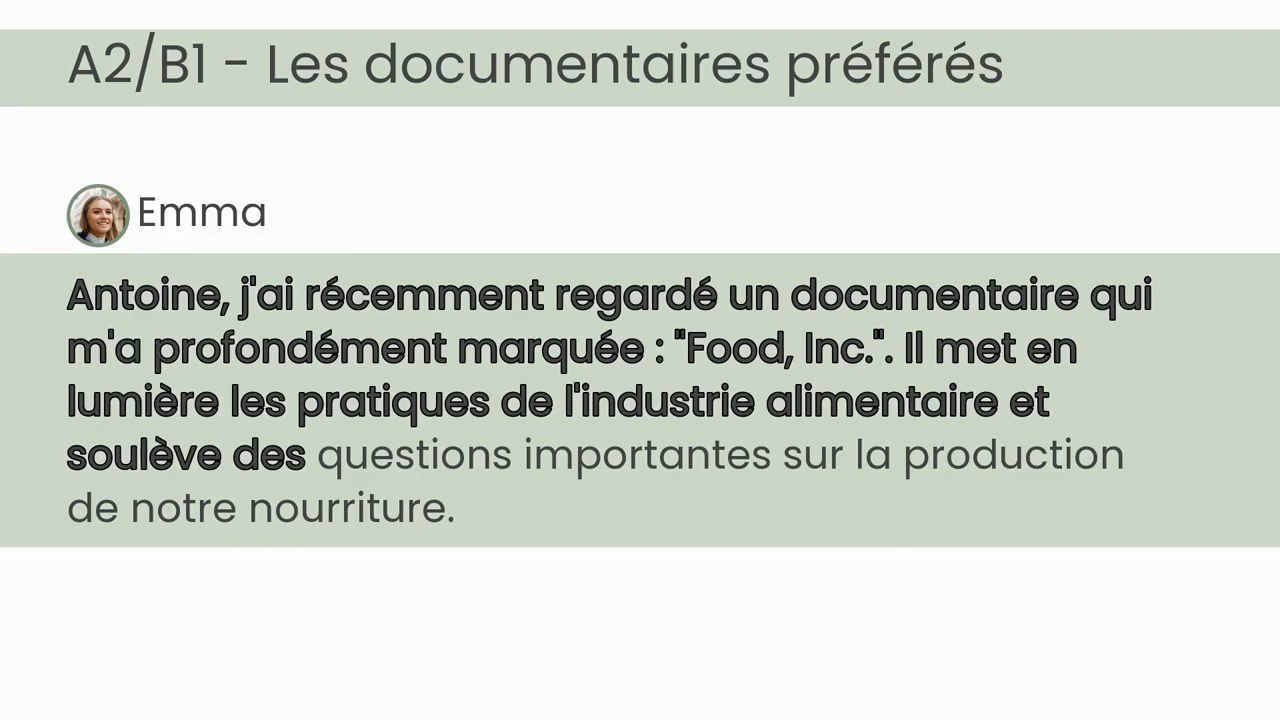 A2/B1 - Les documentaires préférés
Emma
Antoine, j'ai récemment regardé un documentaire qui
m'a profondément marquée : "Food, Inc.". Il met en
lumière les pratiques de l'industrie alimentaire et
soulève des questions importantes sur la production
de notre nourriture.